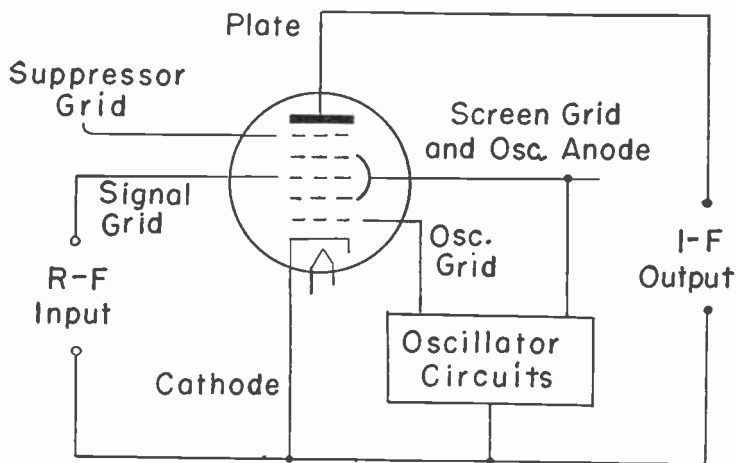 Plate
Suppressor
Grid
Screen Grid
and Osc. Anode
Signal
Grid
Osc.
Grid
I-F
Output
R-F
Input
Oscillator
Circuits
Cathode